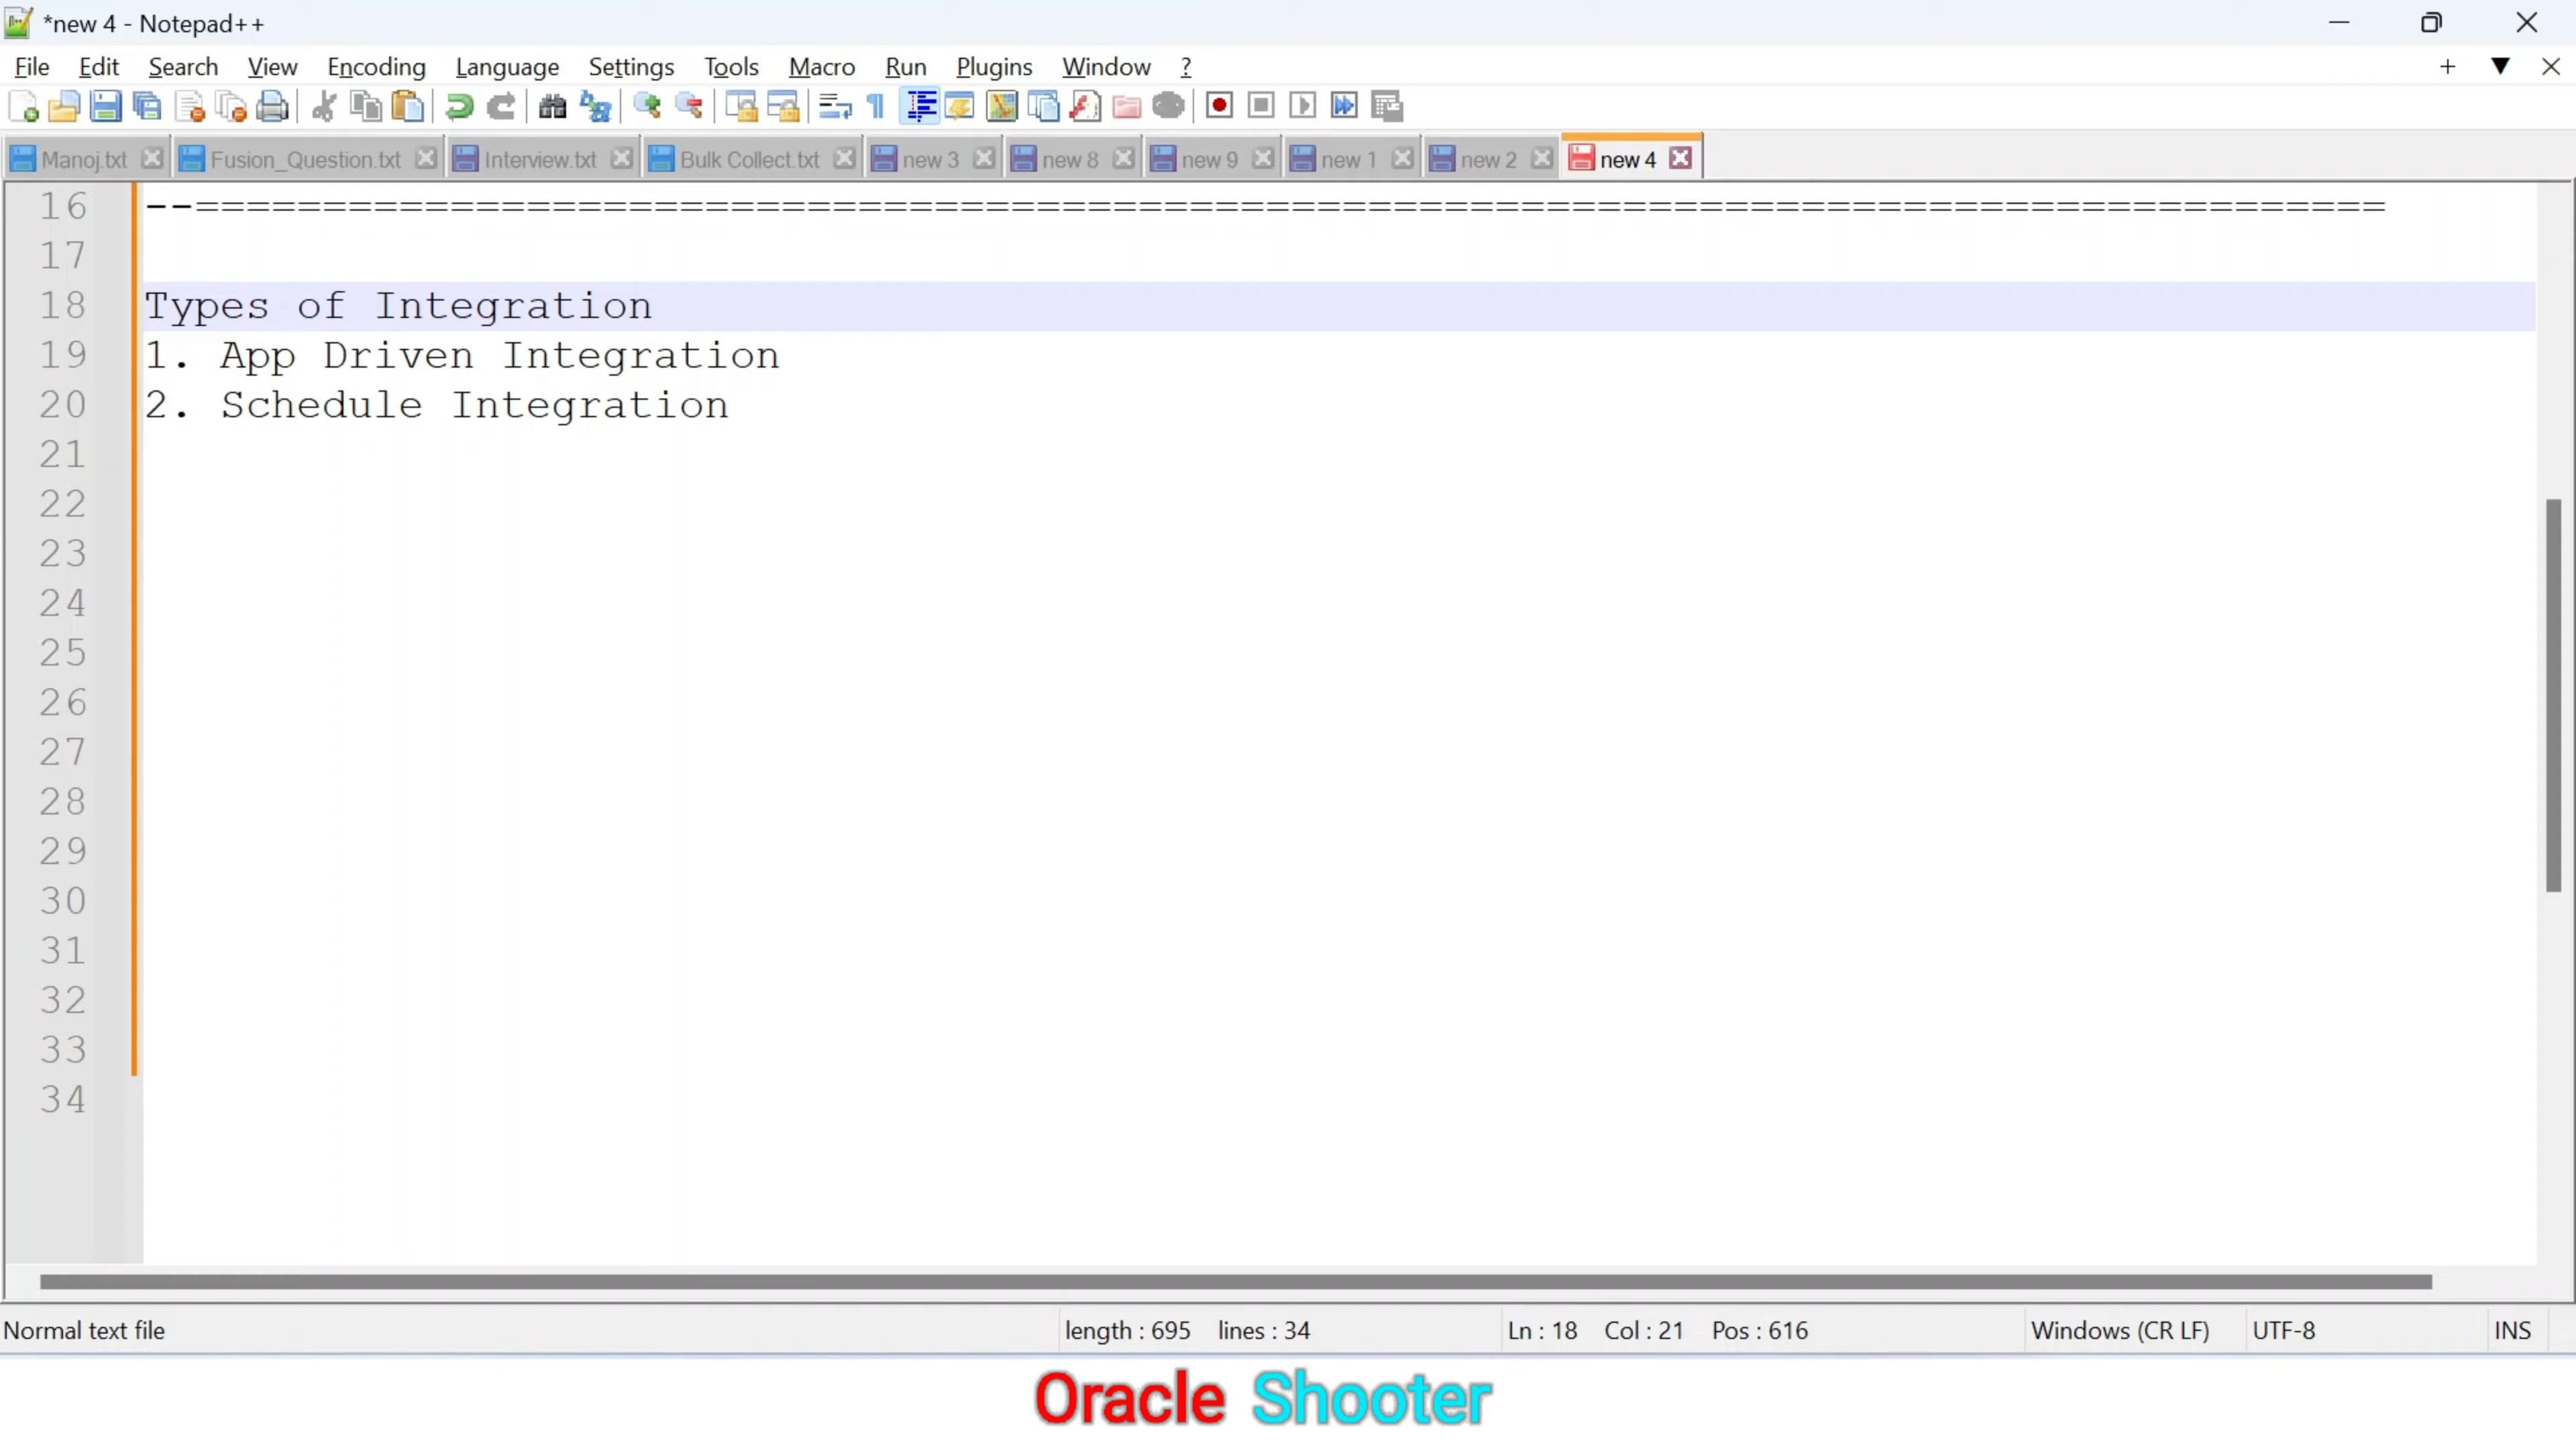 *new 4 - Notepad++
File Edit Search View Encoding Language Settings Tools Macro Run Plugins Window ?
Manoj.txt Fusion_Question.txt Interview.txt Bulk Collect.txt new 3 new 8 new 9 new 1 new 2 new 4
16 --======================================================================================
17
18 Types of Integration
19 1. App Driven Integration
20 2. Schedule Integration
21
22
23
24
25
26
27
28
29
30
31
32
33
34
Normal text file length : 695 lines : 34 Ln : 18 Col : 21 Pos : 616 Windows (CR LF) UTF-8 INS
Oracle Shooter